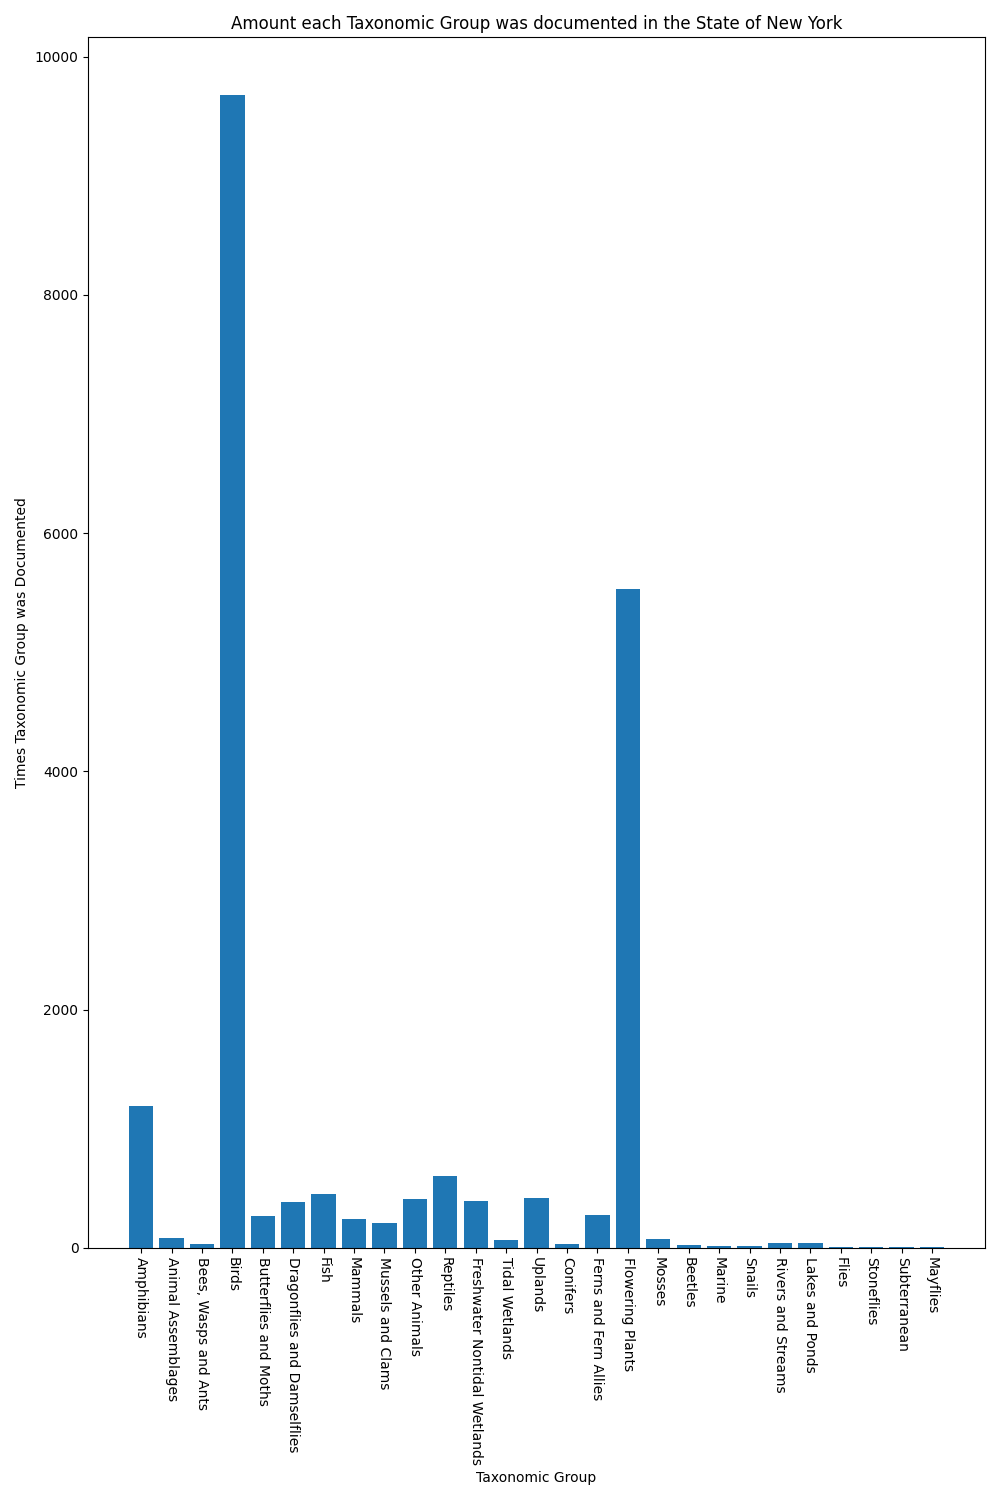 Amount each Taxonomic Group was documented in the State of New York
Times Taxonomic Group was Documented
10000
8000
6000
4000
2000
0
Amphibians
Animal Assemblages
Bees, Wasps and Ants
Birds
Butterflies and Moths
Dragonflies and Damselflies
Fish
Mammals
Mussels and Clams
Other Animals
Reptiles
Freshwater Nontidal Wetlands
Tidal Wetlands
Uplands
Conifers
Ferns and Fern Allies
Flowering Plants
Mosses
Beetles
Marine
Snails
Rivers and Streams
Lakes and Ponds
Flies
Stoneflies
Subterranean
Mayflies
Taxonomic Group